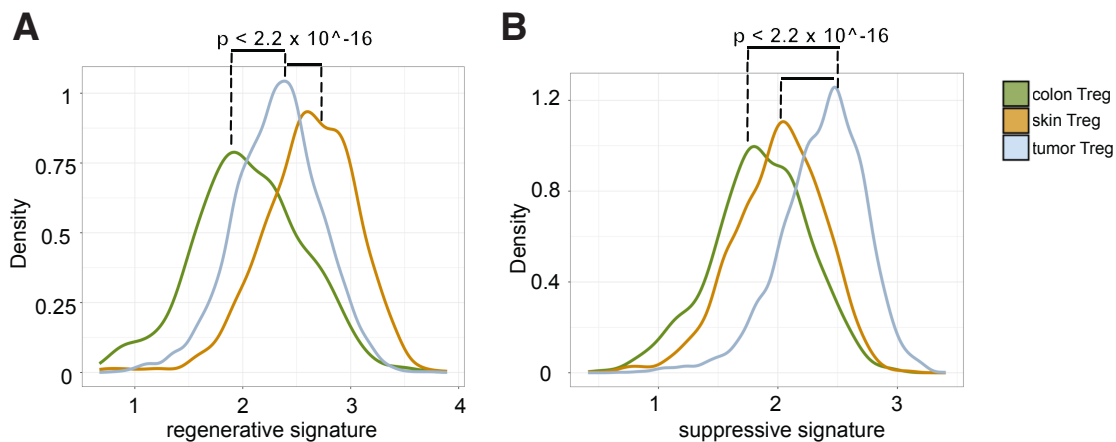 A
p < 2.2 x 10^-16
1
0.75
0.5
0.25
0
Density
1
2
3
4
regenerative signature
B
p < 2.2 x 10^-16
1.2
0.8
0.4
0
Density
1
2
3
suppressive signature
colon Treg
skin Treg
tumor Treg